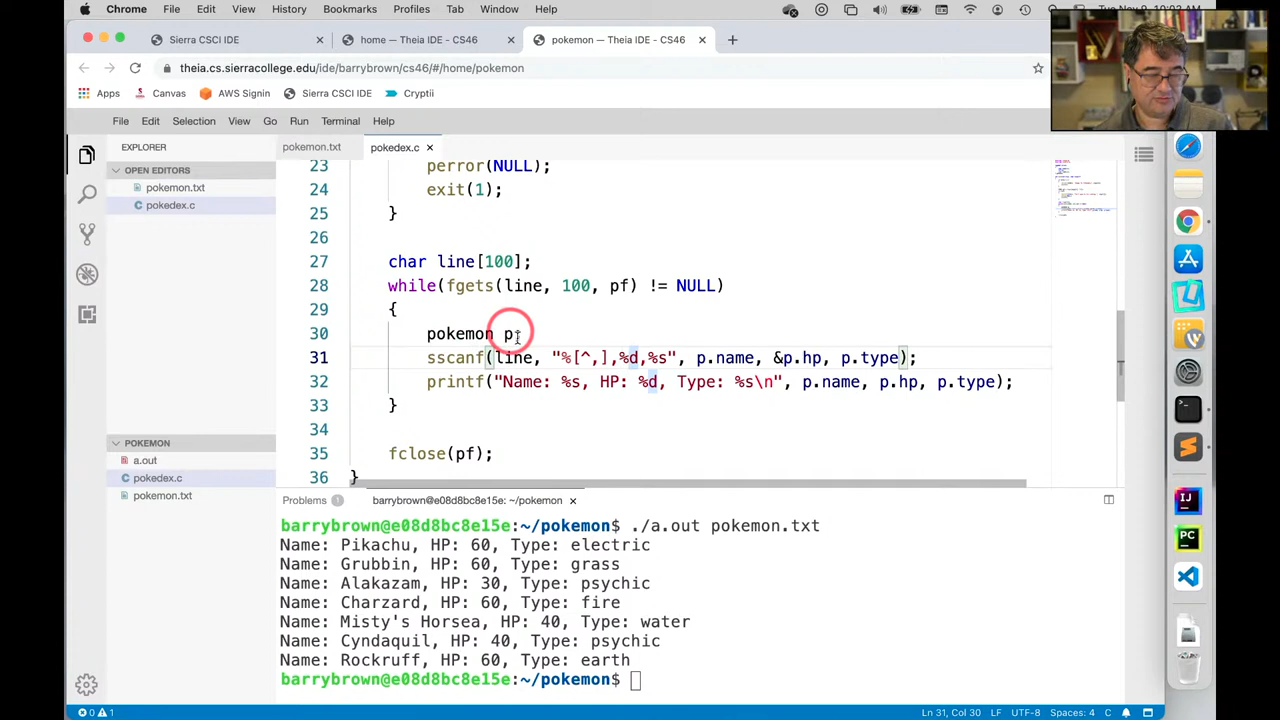 Chrome File Edit View History Bookmarks Profiles Tab Window Help
Sierra CSCI IDE
pokemon — Theia IDE - CS46
theia.cs.sierracollege.edu/ide/barrybrown/cs46/#/home/pokemon
Apps Canvas AWS Signin Sierra CSCI IDE Cryptii
File Edit Selection View Go Run Terminal Help
EXPLORER
OPEN EDITORS
pokemon.txt
pokedex.c
POKEMON
a.out
pokedex.c
pokemon.txt
pokemon.txt pokedex.c
23 perror(NULL);
24 exit(1);
25 }
26
27 char line[100];
28 while(fgets(line, 100, pf) != NULL)
29 {
30 pokemon p;
31 sscanf(line, "%[^,],%d,%s", p.name, &p.hp, p.type);
32 printf("Name: %s, HP: %d, Type: %s\n", p.name, p.hp, p.type);
33 }
34
35 fclose(pf);
36 }
Problems 1 barrybrown@e08d8bc8e15e: ~/pokemon
barrybrown@e08d8bc8e15e:~/pokemon$ ./a.out pokemon.txt
Name: Pikachu, HP: 60, Type: electric
Name: Grubbin, HP: 60, Type: grass
Name: Alakazam, HP: 30, Type: psychic
Name: Charzard, HP: 60, Type: fire
Name: Misty's Horsea, HP: 40, Type: water
Name: Cyndaquil, HP: 40, Type: psychic
Name: Rockruff, HP: 60, Type: earth
barrybrown@e08d8bc8e15e:~/pokemon$
0 1 Ln 31, Col 30 LF UTF-8 Spaces: 4 C